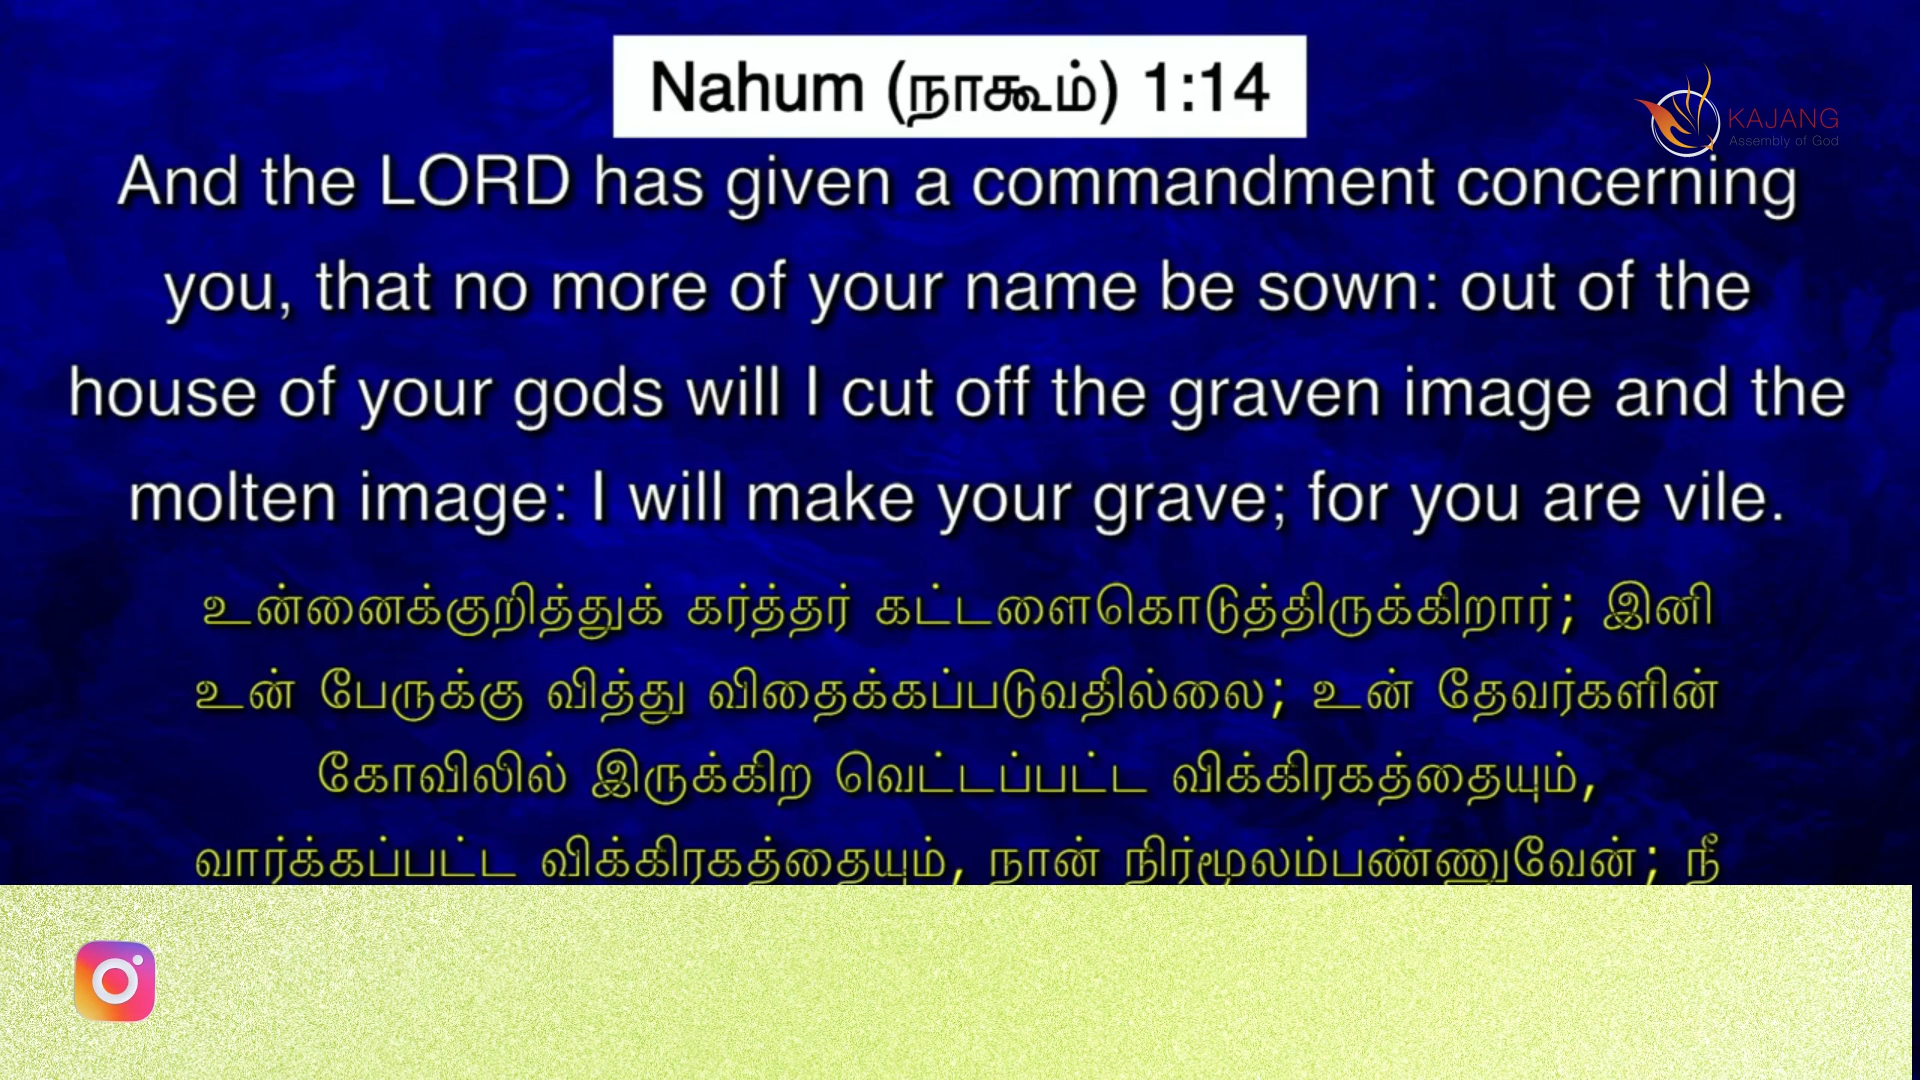 Nahum (நாகூம்) 1:14
KAJANG
Assembly of God
And the LORD has given a commandment concerning
you, that no more of your name be sown: out of the
house of your gods will I cut off the graven image and the
molten image: I will make your grave; for you are vile.
உன்னைக்குறித்துக் கர்த்தர் கட்டளைகொடுத்திருக்கிறார்; இனி
உன் பேருக்கு வித்து விதைக்கப்படுவதில்லை; உன் தேவர்களின்
கோவிலில் இருக்கிற வெட்டப்பட்ட விக்கிரகத்தையும்,
வார்க்கப்பட்ட விக்கிரகத்தையும், நான் நிர்மூலம்பண்ணுவேன்; நீ